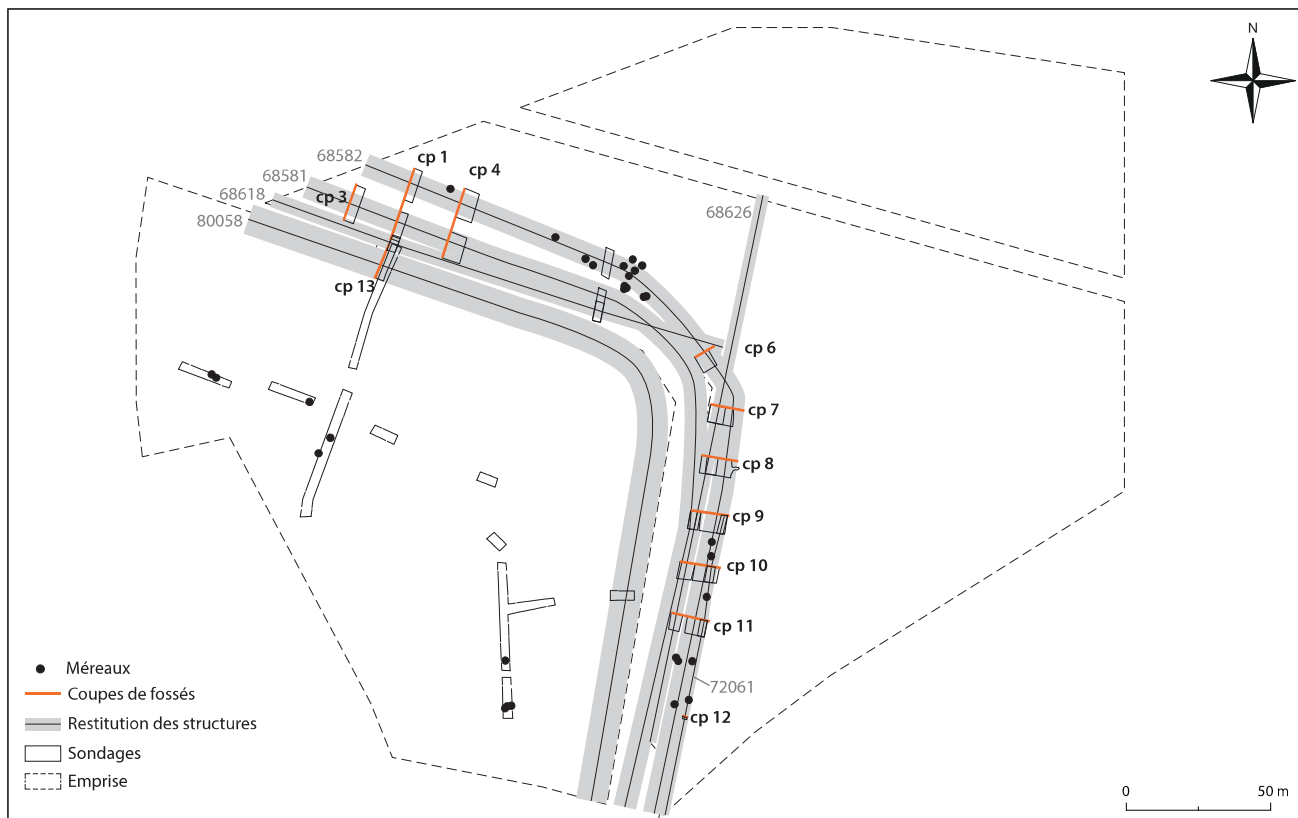 N
cp 1
68582
cp 4
68581
68618
cp 3
68626
80058
cp 13
cp 6
cp 7
cp 8
cp 9
cp 10
cp 11
72061
cp 12
Méreaux
Coupes de fossés
Restitution des structures
Sondages
Emprise
0 50 m